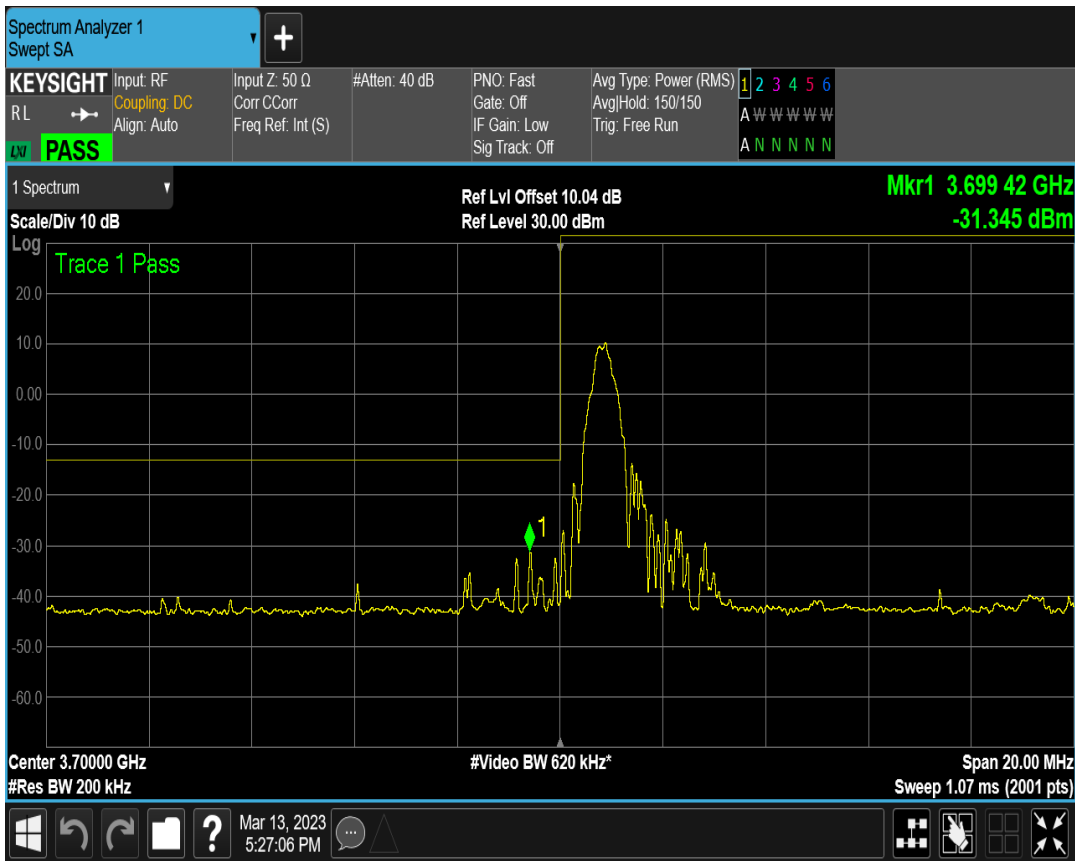 Spectrum Analyzer 1
Swept SA
+
KEYSIGHT
RL
LXI PASS
Input: RF
Coupling: DC
Align: Auto
Input Z: 50 Ω
Corr CCorr
Freq Ref: Int (S)
#Atten: 40 dB
PNO: Fast
Gate: Off
IF Gain: Low
Sig Track: Off
Avg Type: Power (RMS)
Avg|Hold: 150/150
Trig: Free Run
1 2 3 4 5 6
A W W W W W
A N N N N N
1 Spectrum
Scale/Div 10 dB
Ref Lvl Offset 10.04 dB
Ref Level 30.00 dBm
Mkr1 3.699 42 GHz
-31.345 dBm
Log
Trace 1 Pass
20.0
10.0
0.00
-10.0
-20.0
-30.0
-40.0
-50.0
-60.0
1
Center 3.70000 GHz
#Res BW 200 kHz
#Video BW 620 kHz*
Span 20.00 MHz
Sweep 1.07 ms (2001 pts)
?
Mar 13, 2023
5:27:06 PM